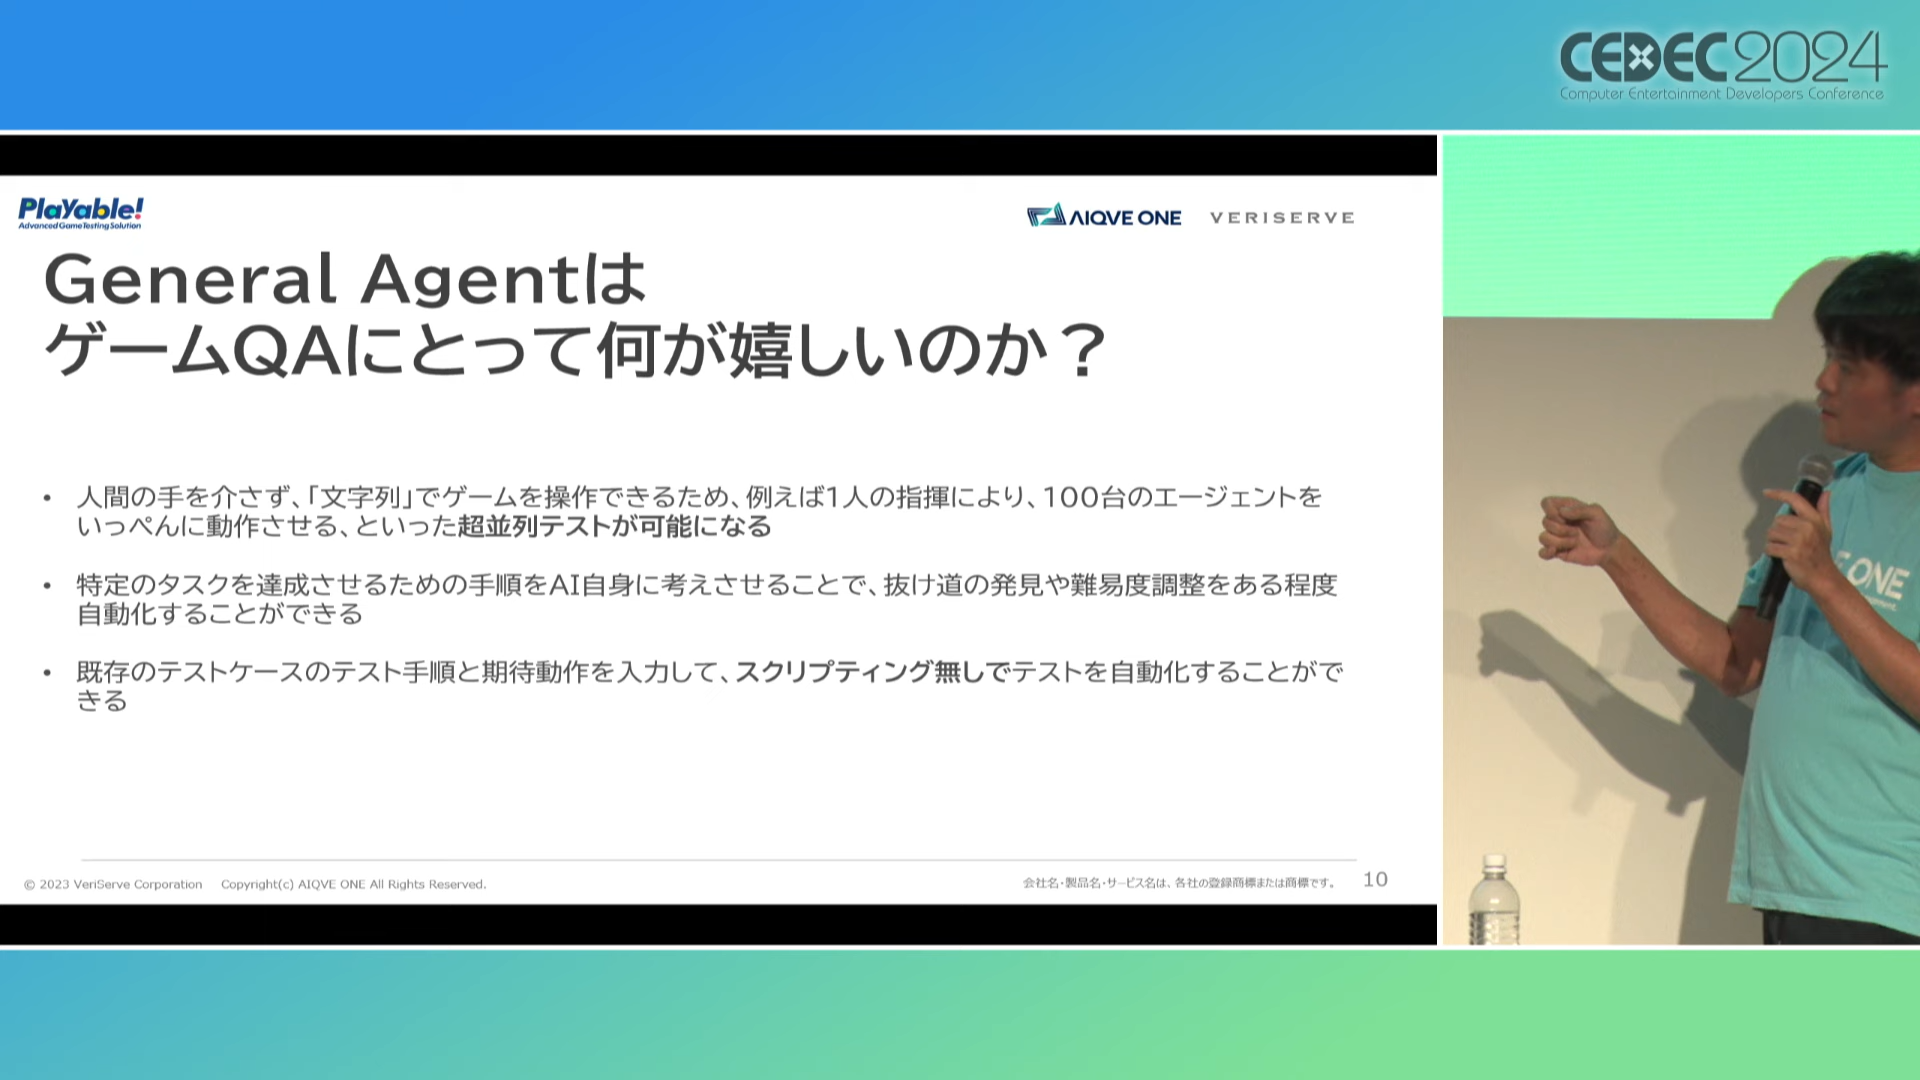 CEDEC2024
Computer Entertainment Developers Conference
PlaYable!
Advanced Game Testing Solution
AIQVE ONE VERISERVE
General Agentは
ゲームQAにとって何が嬉しいのか？
• 人間の手を介さず、「文字列」でゲームを操作できるため、例えば1人の指揮により、100台のエージェントを
いっぺんに動作させる、といった超並列テストが可能になる
• 特定のタスクを達成させるための手順をAI自身に考えさせることで、抜け道の発見や難易度調整をある程度
自動化することができる
• 既存のテストケースのテスト手順と期待動作を入力して、スクリプティング無しでテストを自動化することがで
きる
© 2023 VeriServe Corporation Copyright(c) AIQVE ONE All Rights Reserved.
会社名・製品名・サービス名は、各社の登録商標または商標です。 10
ONE